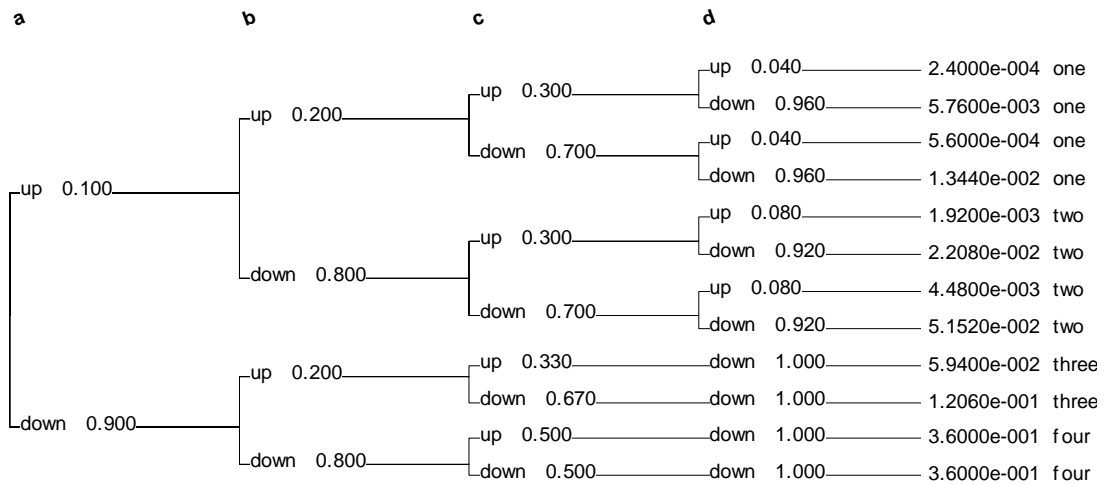 a b c d
up 0.040 2.4000e-004 one
up 0.300
down 0.960 5.7600e-003 one
up 0.200
up 0.040 5.6000e-004 one
down 0.700
down 0.960 1.3440e-002 one
up 0.100
up 0.080 1.9200e-003 two
up 0.300
down 0.920 2.2080e-002 two
down 0.800
up 0.080 4.4800e-003 two
down 0.700
down 0.920 5.1520e-002 two
up 0.330 down 1.000 5.9400e-002 three
up 0.200
down 0.670 down 1.000 1.2060e-001 three
down 0.900
up 0.500 down 1.000 3.6000e-001 four
down 0.800
down 0.500 down 1.000 3.6000e-001 four